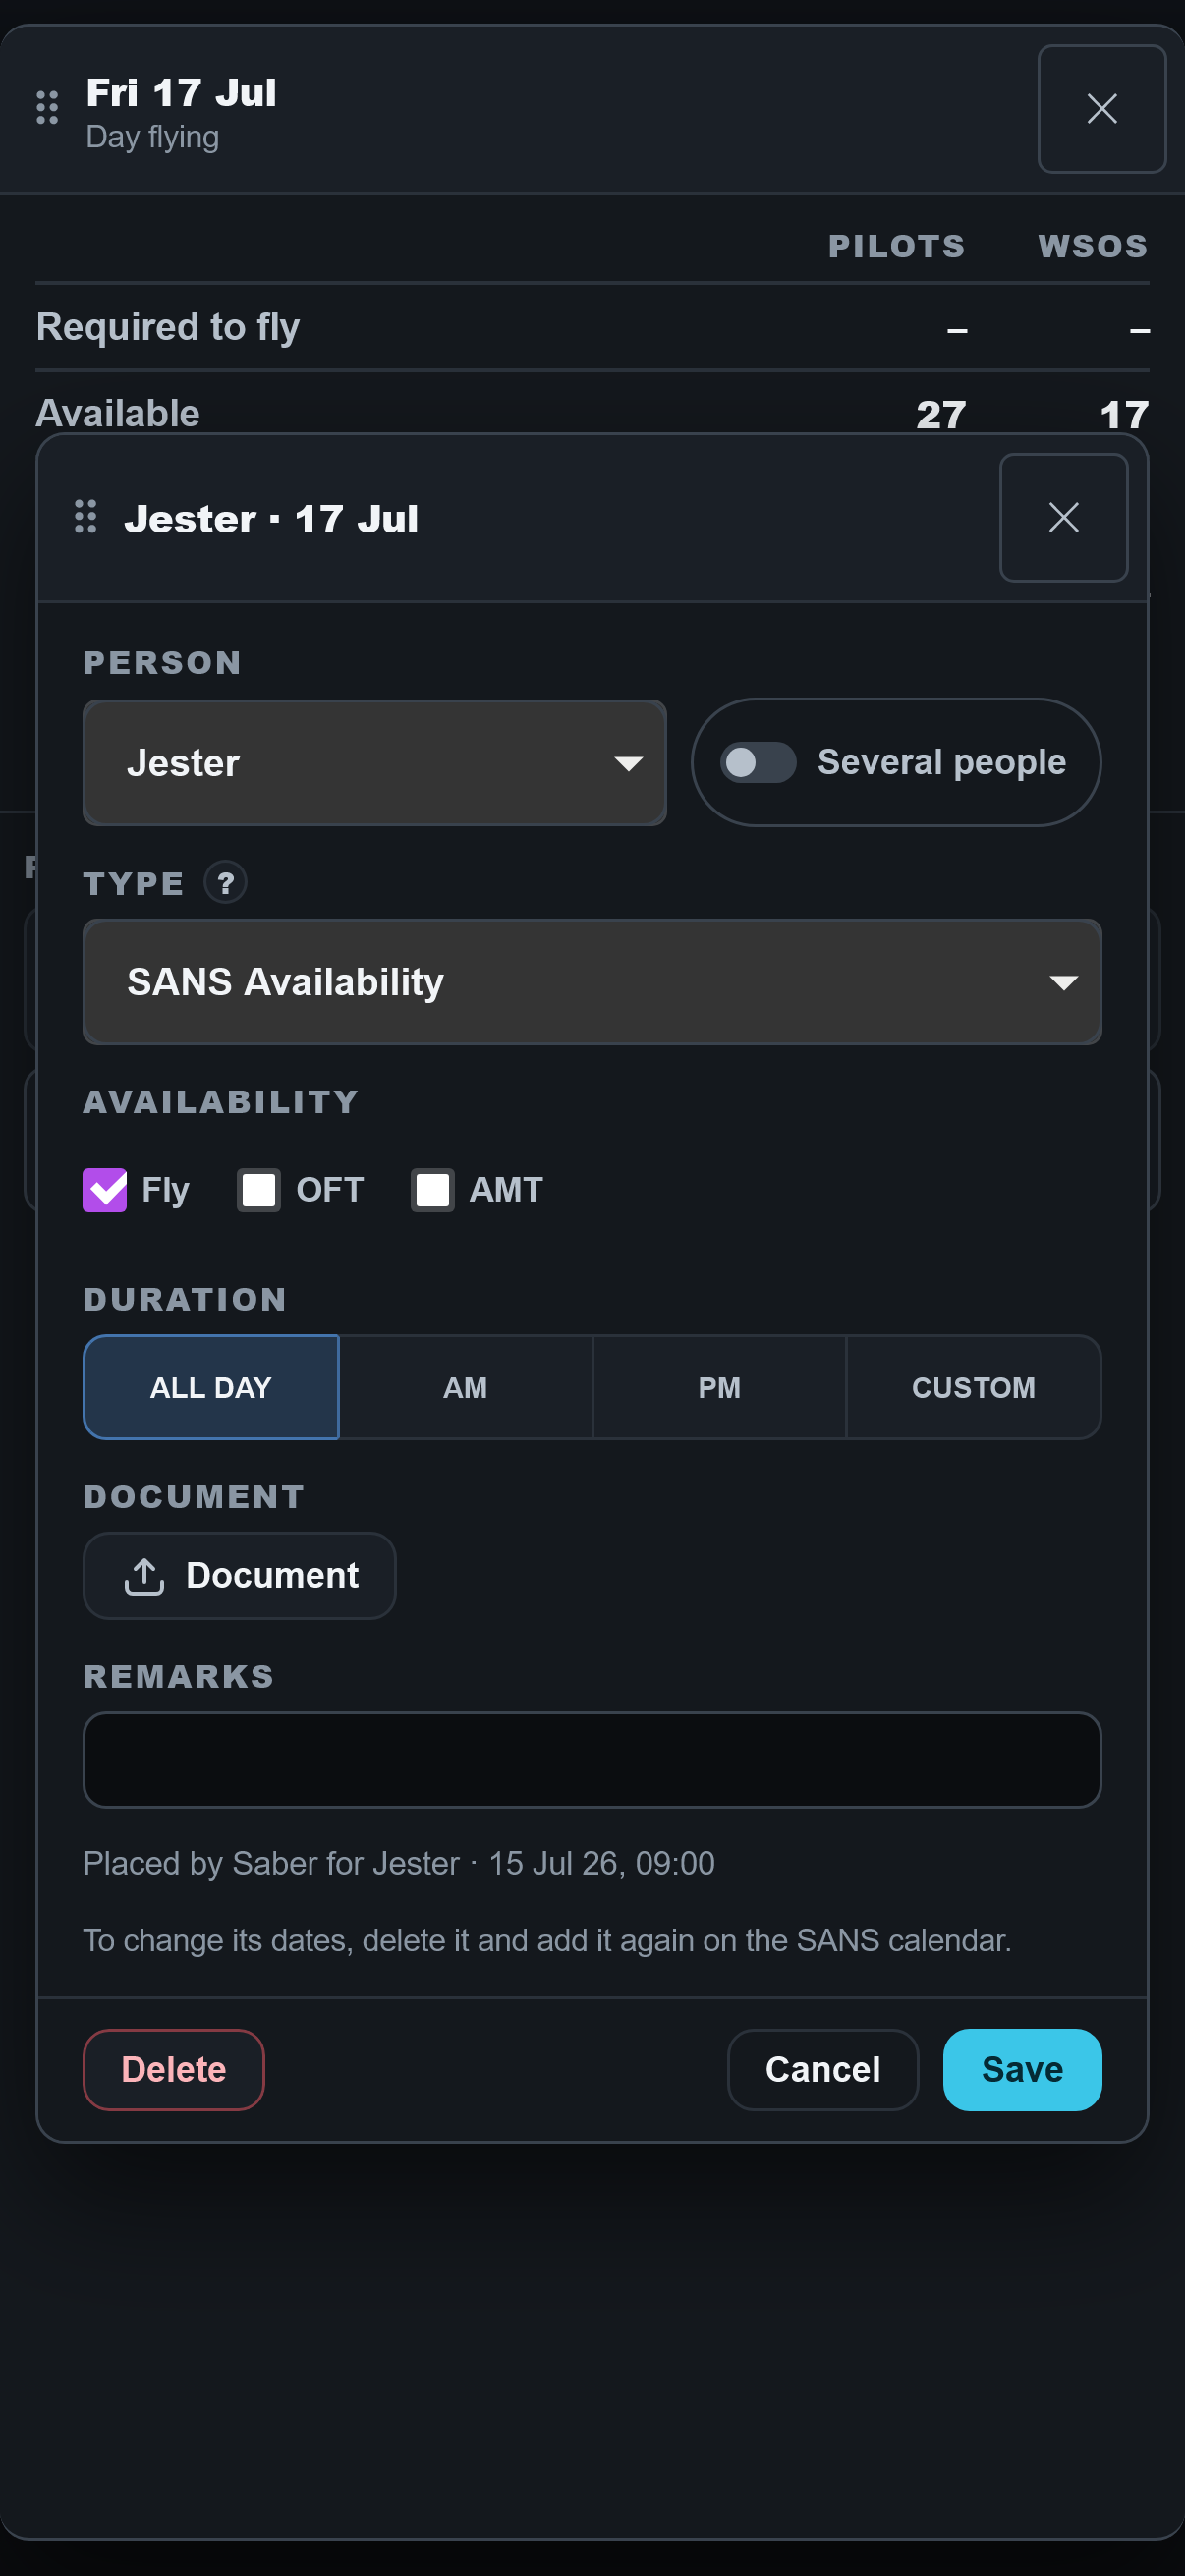 Fri 17 Jul
Day flying
PILOTS WSOS
Required to fly – –
Available 27 17
Jester · 17 Jul
PERSON
Jester Several people
TYPE ?
SANS Availability
AVAILABILITY
Fly OFT AMT
DURATION
ALL DAY AM PM CUSTOM
DOCUMENT
Document
REMARKS
Placed by Saber for Jester · 15 Jul 26, 09:00
To change its dates, delete it and add it again on the SANS calendar.
Delete Cancel Save